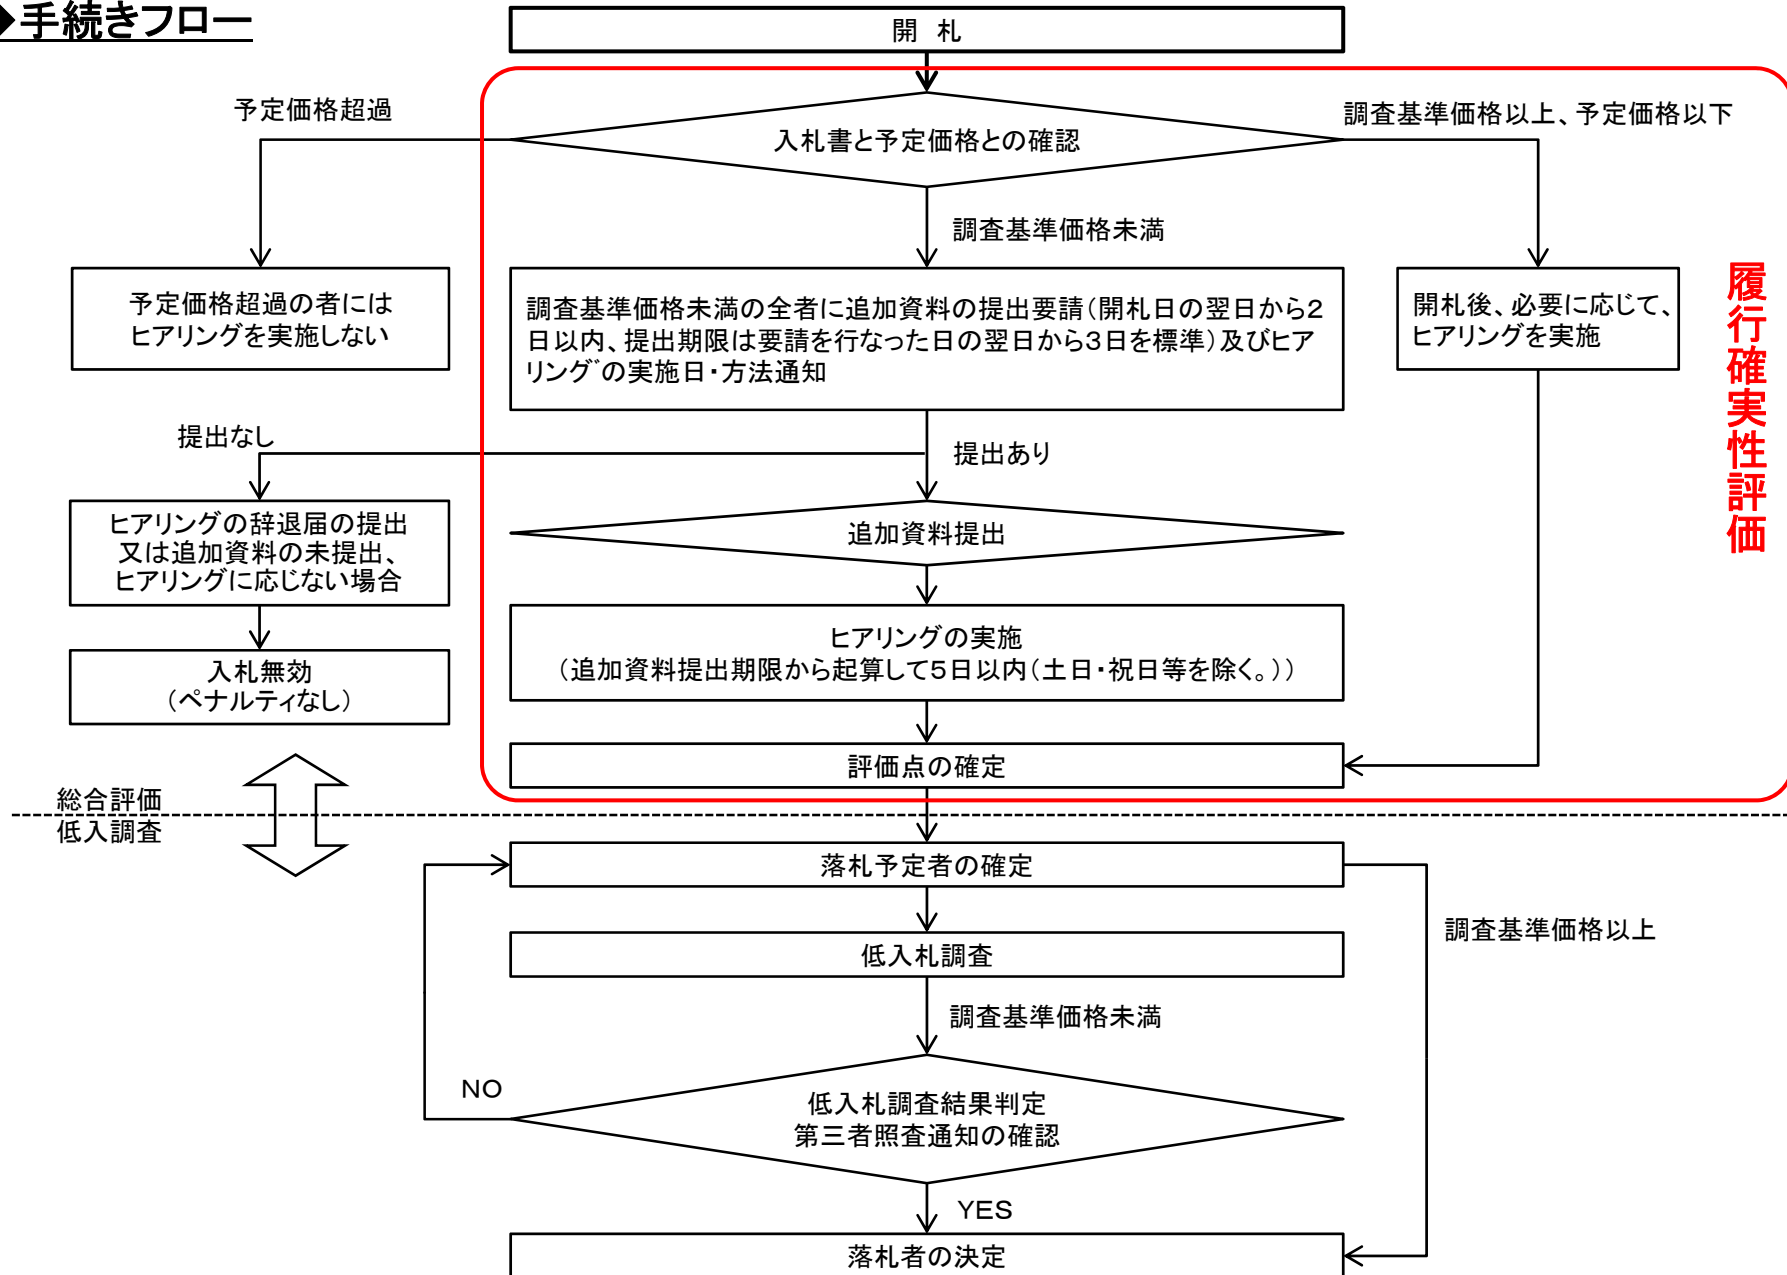 ◆手続きフロー
開 札
予定価格超過
調査基準価格以上、予定価格以下
入札書と予定価格との確認
調査基準価格未満
予定価格超過の者には
ヒアリングを実施しない
調査基準価格未満の全者に追加資料の提出要請(開札日の翌日から2
日以内、提出期限は要請を行なった日の翌日から3日を標準)及びヒア
リング゛の実施日・方法通知
開札後、必要に応じて、
ヒアリングを実施
履行確実性評価
提出なし
提出あり
ヒアリングの辞退届の提出
又は追加資料の未提出、
ヒアリングに応じない場合
追加資料提出
ヒアリングの実施
(追加資料提出期限から起算して5日以内(土日・祝日等を除く。))
入札無効
(ペナルティなし)
評価点の確定
総合評価
低入調査
落札予定者の確定
調査基準価格以上
低入札調査
調査基準価格未満
NO
低入札調査結果判定
第三者照査通知の確認
YES
落札者の決定